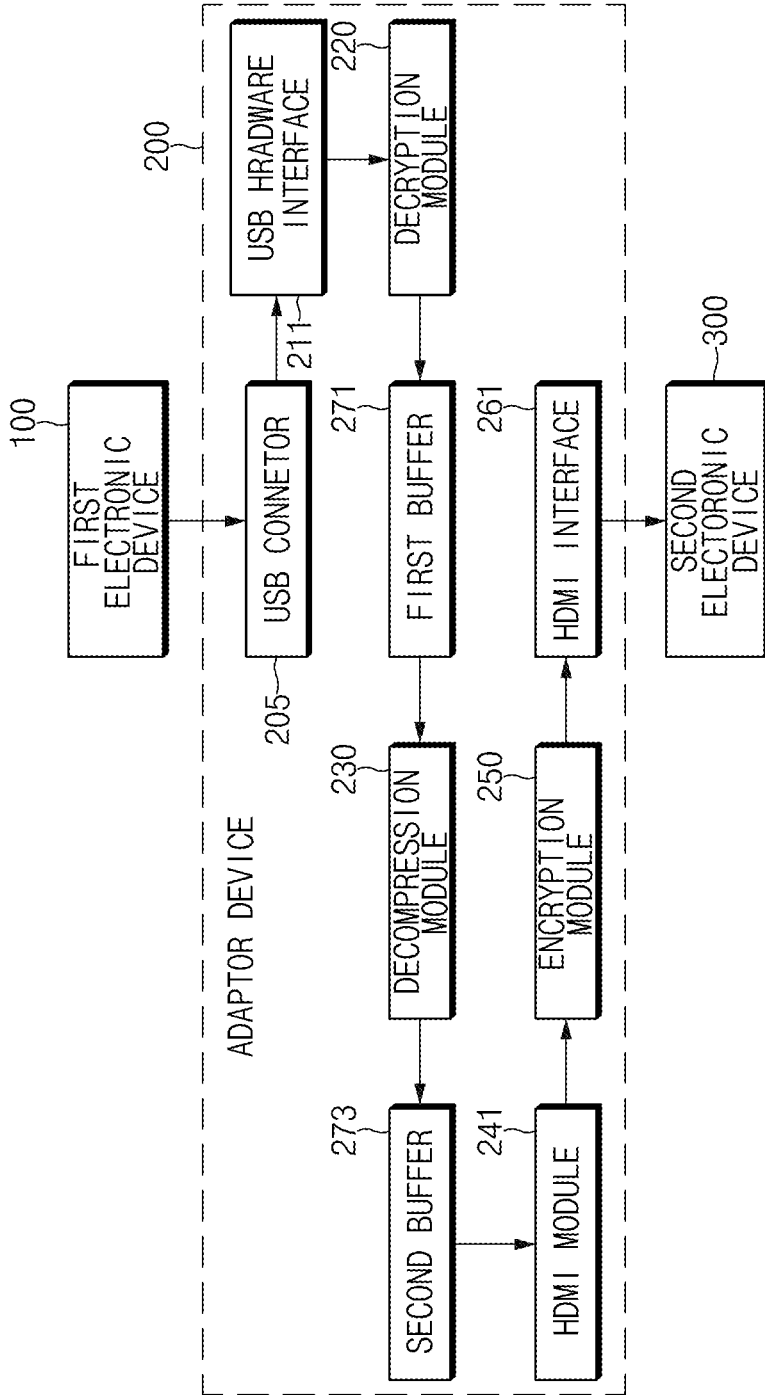 100
FIRST
ELECTRONIC
DEVICE
200
ADAPTOR DEVICE
205
USB CONNETOR
211
USB HRADWARE
INTERFACE
273
SECOND BUFFER
230
DECOMPRESSION
MODULE
271
FIRST BUFFER
220
DECRYPTION
MODULE
241
HDMI MODULE
250
ENCRYPTION
MODULE
261
HDMI INTERFACE
300
SECOND
ELECTORONIC
DEVICE